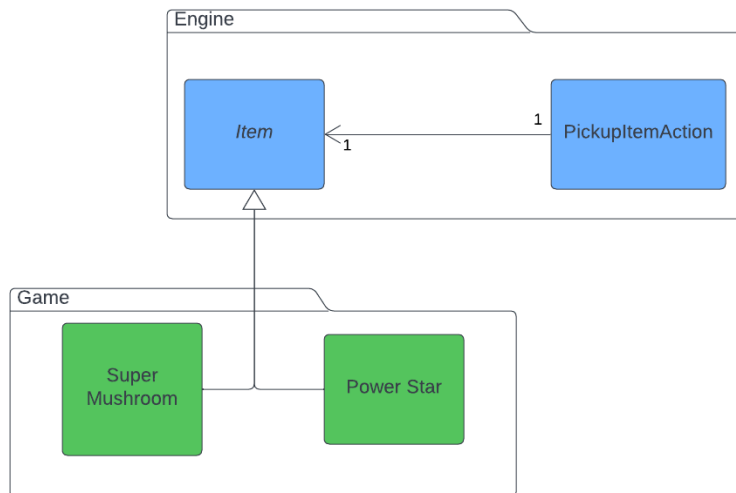 Engine
Item
1
1
PickupItemAction
Game
Super
Mushroom
Power Star